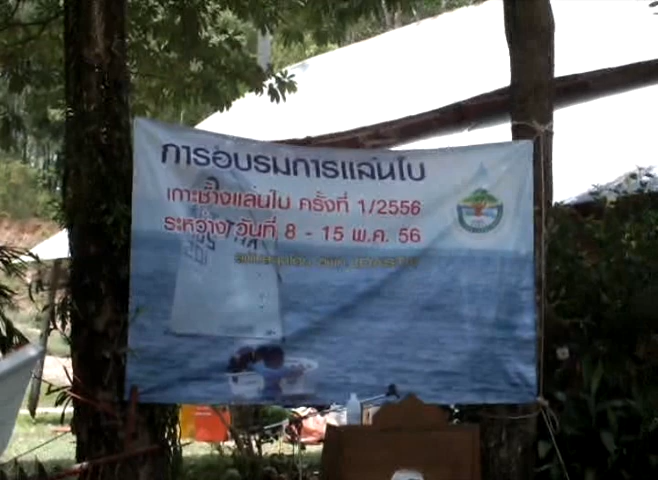 การอบรมการแล่นใบ
เกาะช้างแล่นใบ ครั้งที่ 1/2556
ระหว่าง วันที่ 8 - 15 พ.ค. 56